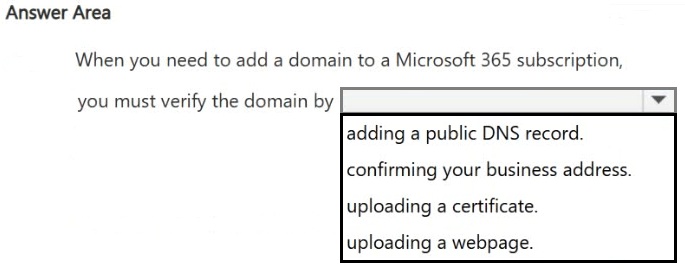 Answer Area
When you need to add a domain to a Microsoft 365 subscription,
you must verify the domain by
adding a public DNS record.
confirming your business address.
uploading a certificate.
uploading a webpage.